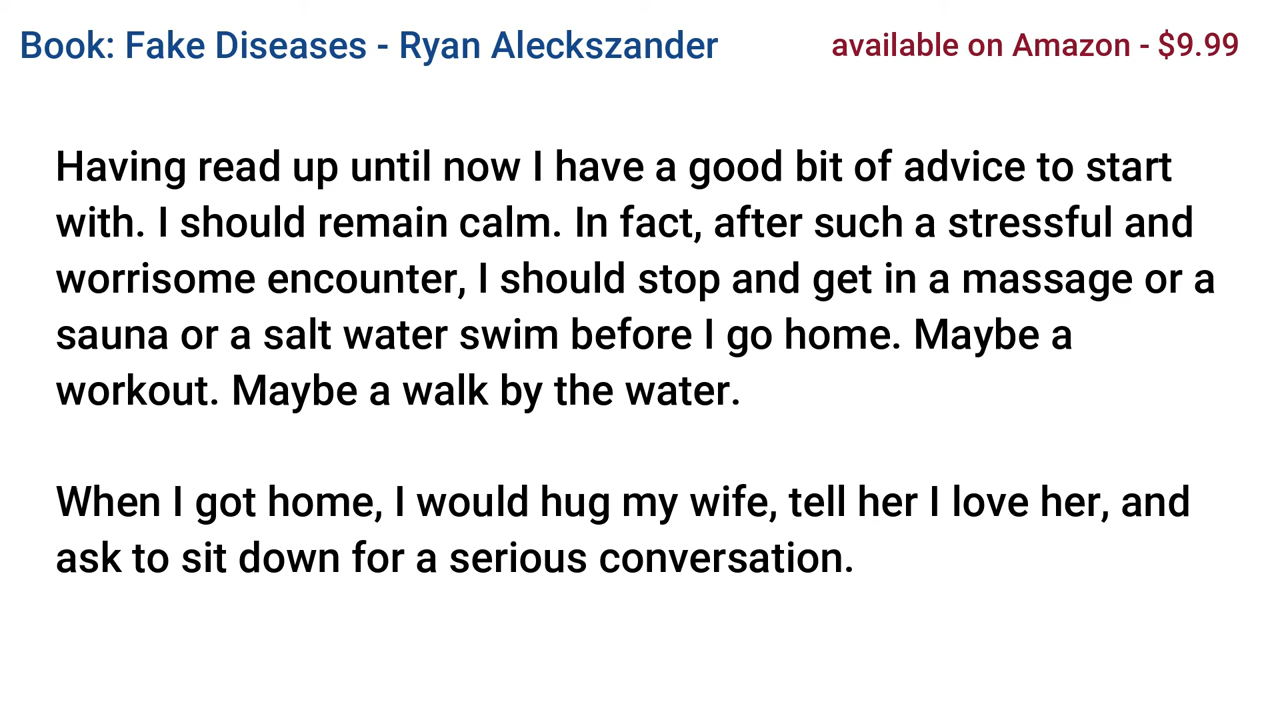 Book: Fake Diseases - Ryan Aleckszander
available on Amazon - $9.99
Having read up until now I have a good bit of advice to start
with. I should remain calm. In fact, after such a stressful and
worrisome encounter, I should stop and get in a massage or a
sauna or a salt water swim before I go home. Maybe a
workout. Maybe a walk by the water.
When I got home, I would hug my wife, tell her I love her, and
ask to sit down for a serious conversation.